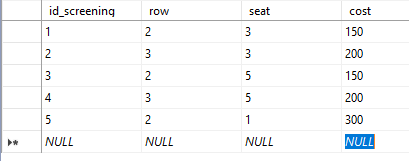 id_screening row seat cost
1 2 3 150
2 3 3 200
3 2 5 150
4 3 5 200
5 2 1 300
NULL NULL NULL NULL